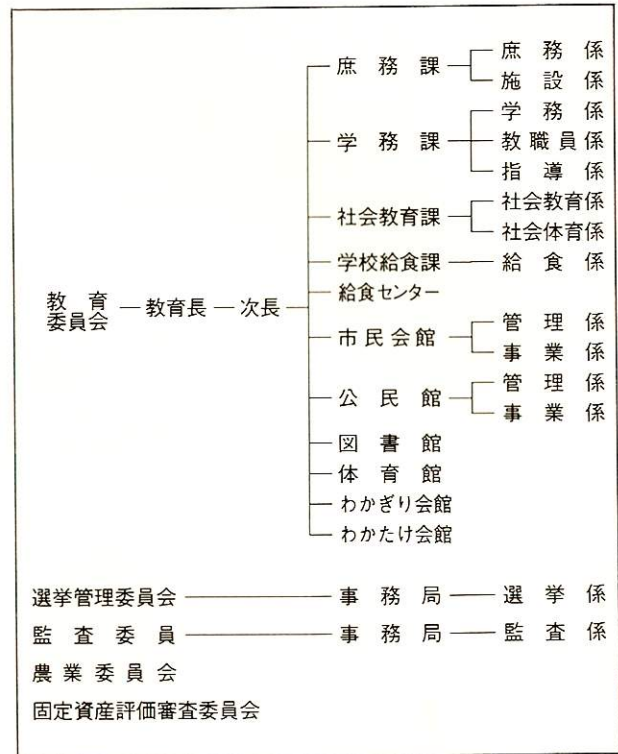 庶務課 庶務係
施設係
学務課 学務係
教職員係
指導係
社会教育課 社会教育係
社会体育係
学校給食課 給食係
教育委員会 教育長 次長 給食センター
市民会館 管理係
事業係
公民館 管理係
事業係
図書館
体育館
わかぎり会館
わかたけ会館
選挙管理委員会 事務局 選挙係
監査委員 事務局 監査係
農業委員会
固定資産評価審査委員会